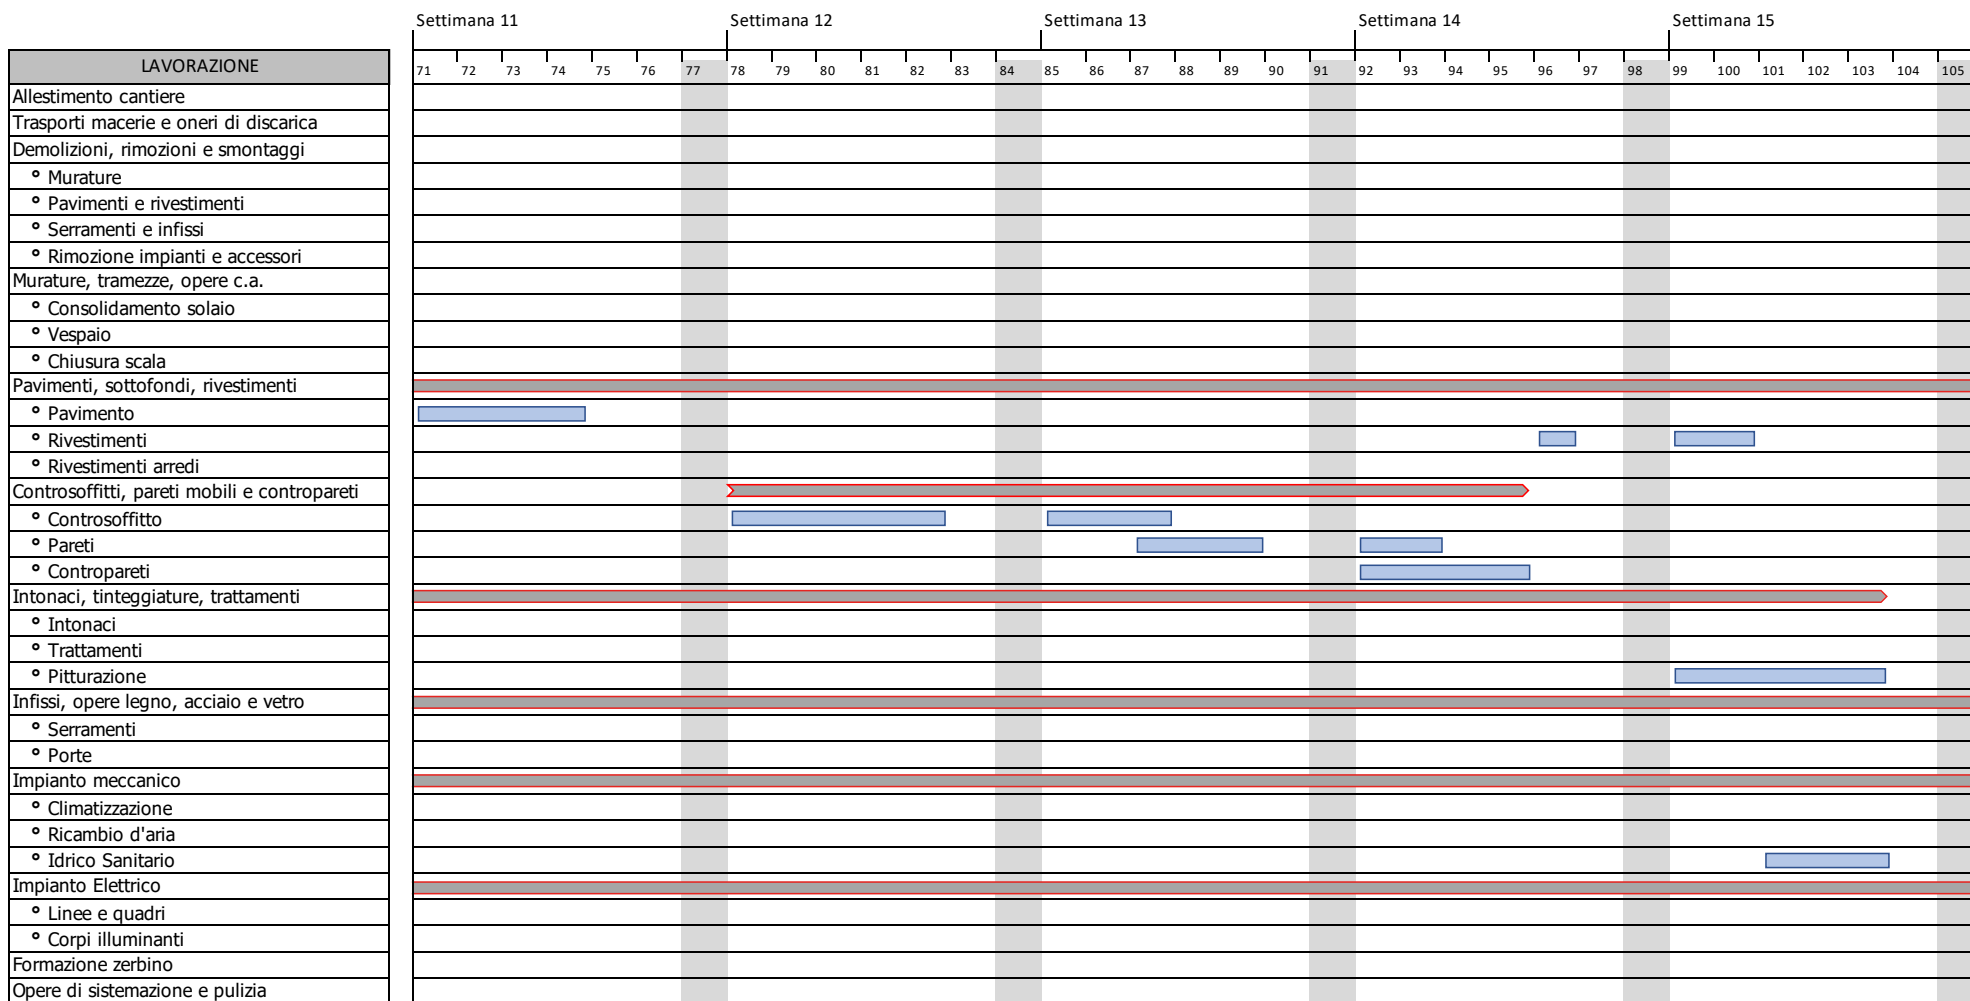 Settimana 11 Settimana 12 Settimana 13 Settimana 14 Settimana 15
LAVORAZIONE
71 72 73 74 75 76 77 78 79 80 81 82 83 84 85 86 87 88 89 90 91 92 93 94 95 96 97 98 99 100 101 102 103 104 105
Allestimento cantiere
Trasporti macerie e oneri di discarica
Demolizioni, rimozioni e smontaggi
° Murature
° Pavimenti e rivestimenti
° Serramenti e infissi
° Rimozione impianti e accessori
Murature, tramezze, opere c.a.
° Consolidamento solaio
° Vespaio
° Chiusura scala
Pavimenti, sottofondi, rivestimenti
° Pavimento
° Rivestimenti
° Rivestimenti arredi
Controsoffitti, pareti mobili e contropareti
° Controsoffitto
° Pareti
° Contropareti
Intonaci, tinteggiature, trattamenti
° Intonaci
° Trattamenti
° Pitturazione
Infissi, opere legno, acciaio e vetro
° Serramenti
° Porte
Impianto meccanico
° Climatizzazione
° Ricambio d'aria
° Idrico Sanitario
Impianto Elettrico
° Linee e quadri
° Corpi illuminanti
Formazione zerbino
Opere di sistemazione e pulizia